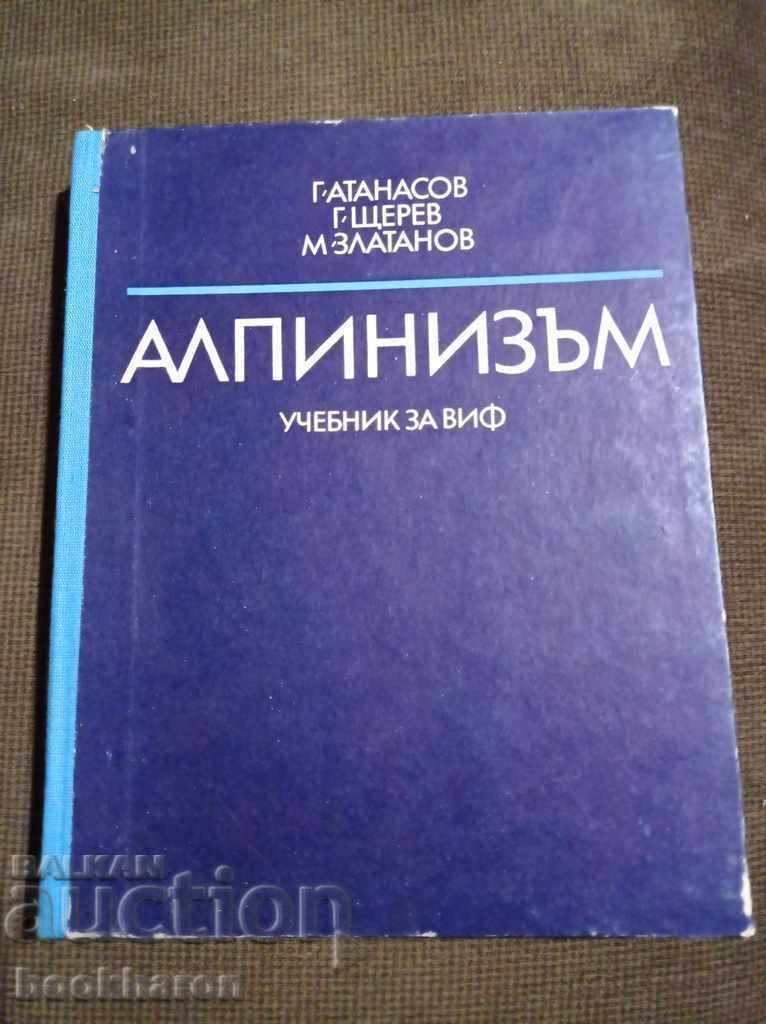 Г. АТАНАСОВ
Г. ЩЕРЕВ
М. ЗЛАТАНОВ
АЛПИНИЗЪМ
УЧЕБНИК ЗА ВИФ
BALKAN
auction
bookharon